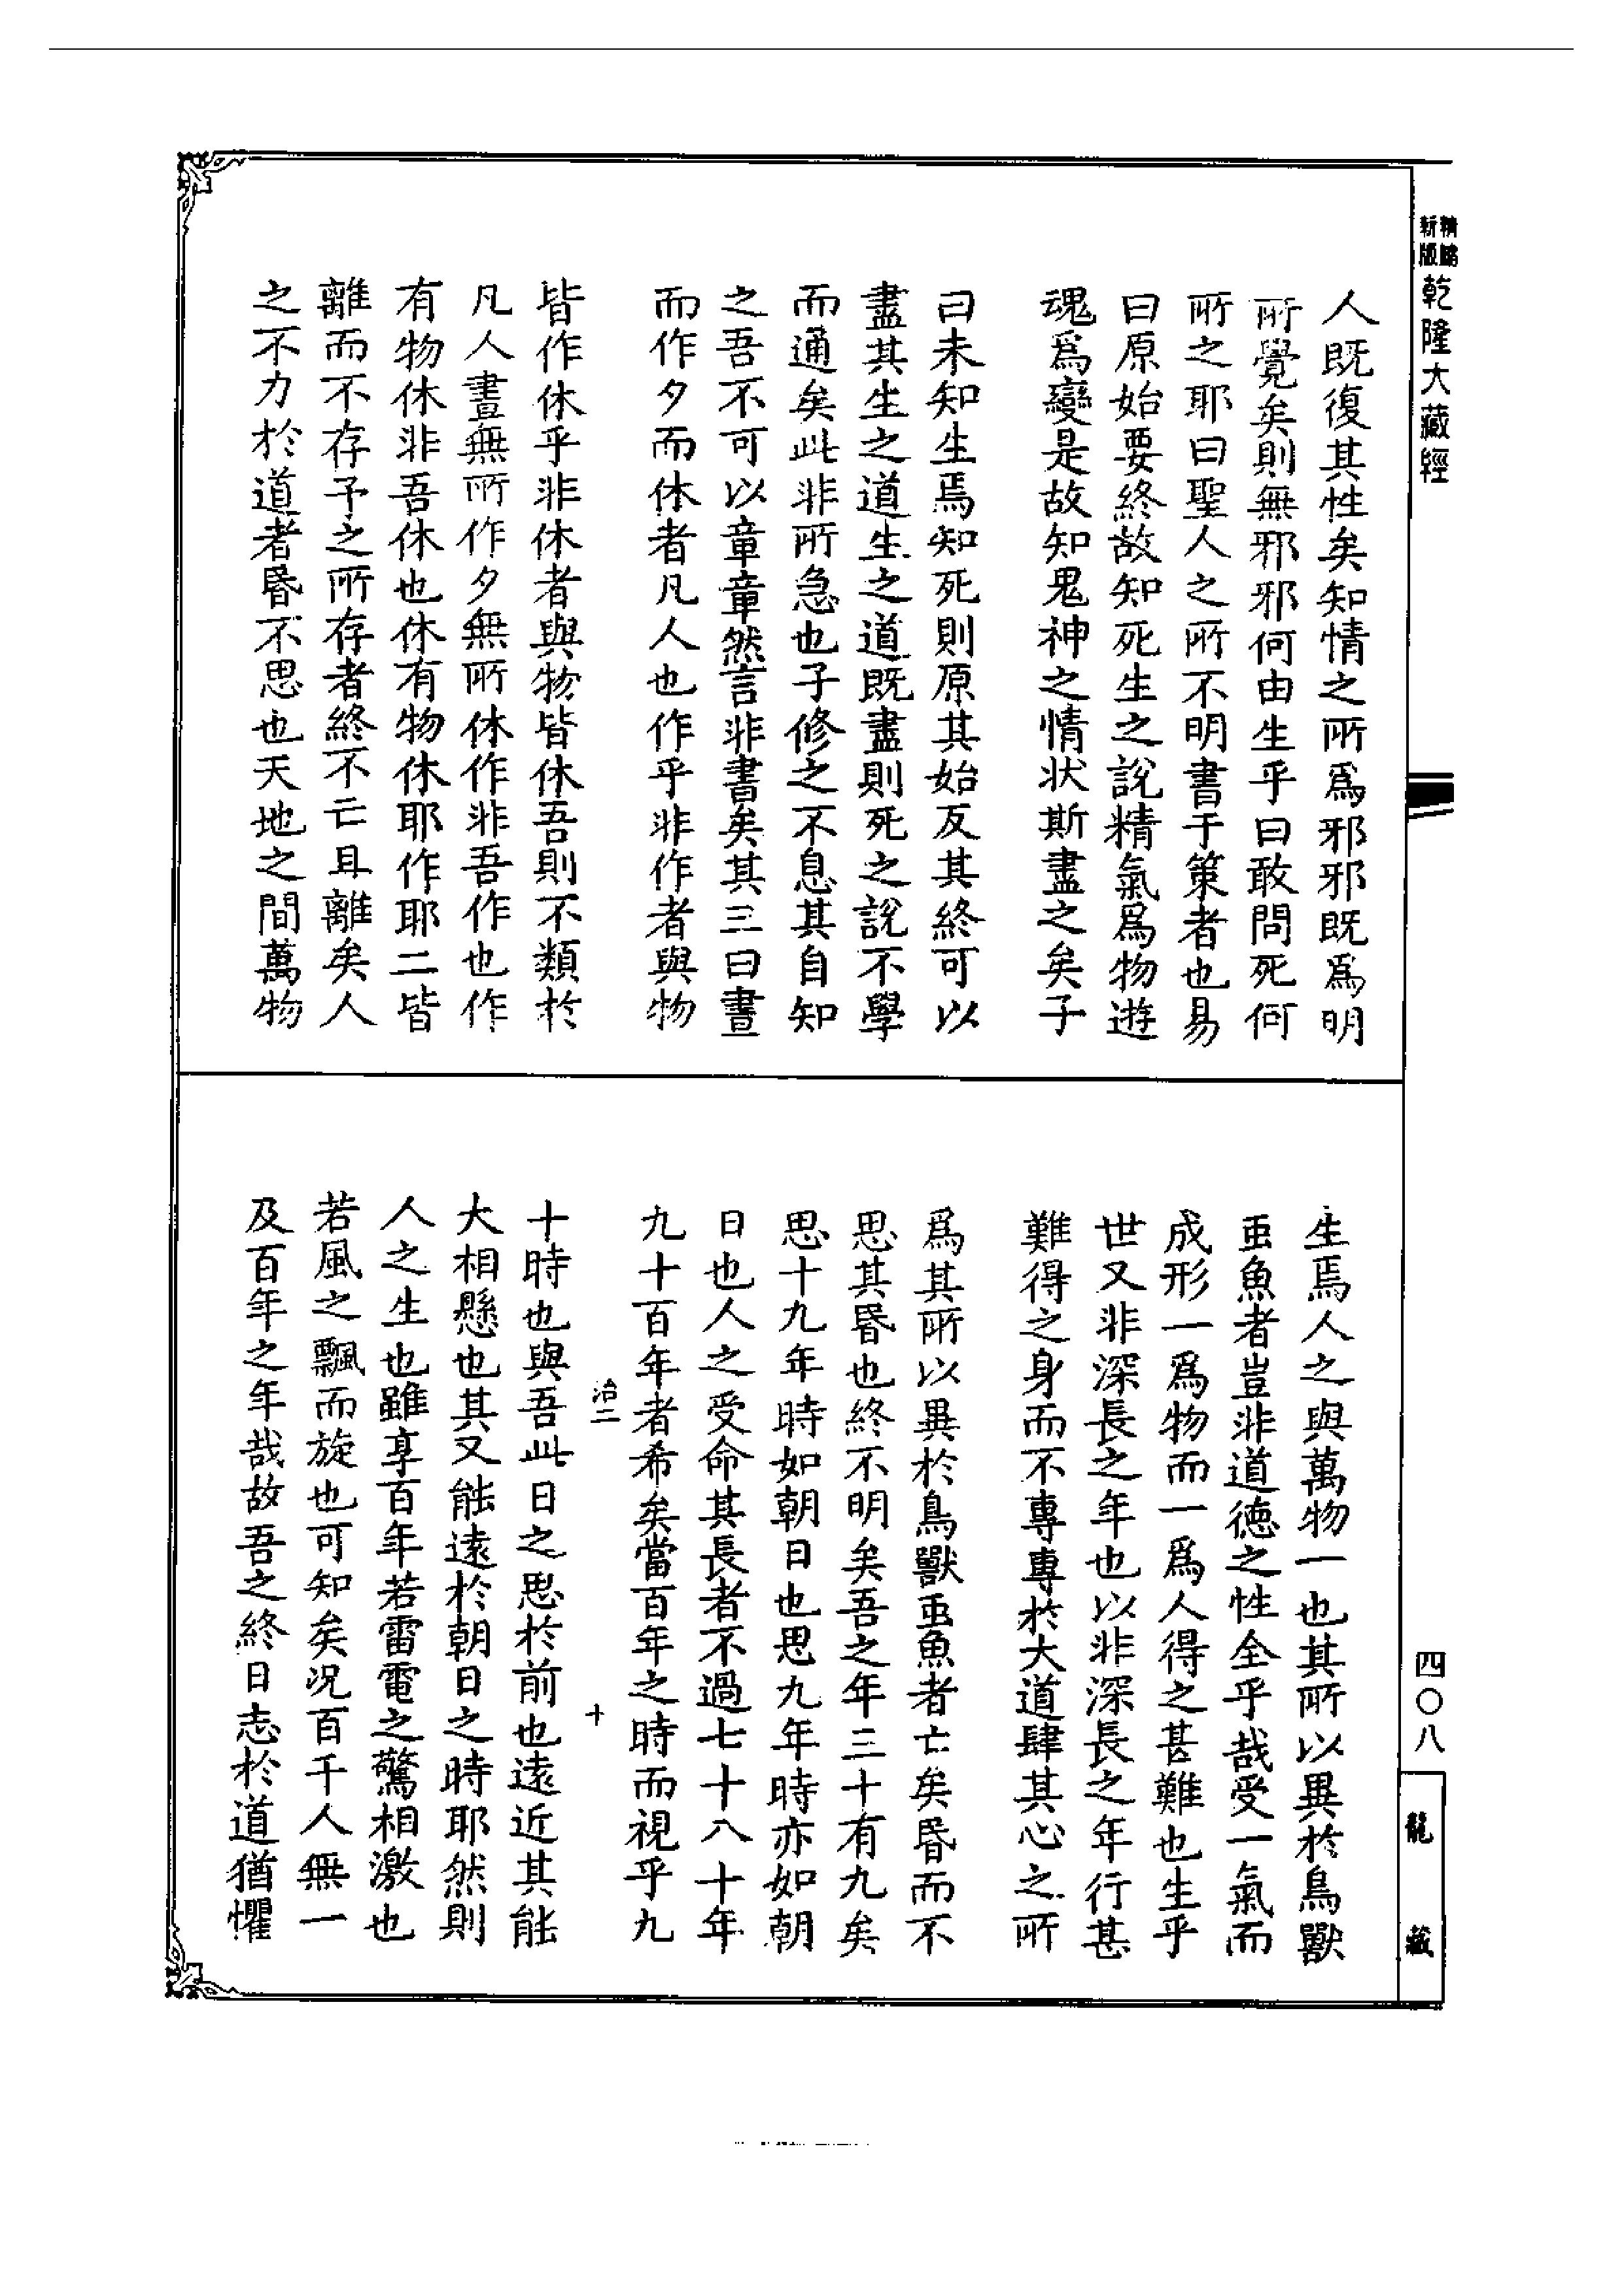 新版
精縮
乾隆大藏經
人既復其性矣知情之所爲邪邪既爲明
所覺矣則無邪邪何由生乎曰敢問死何
所之耶曰聖人之所不明書于策者也易
曰原始要終故知死生之說精氣爲物遊
魂爲變是故知鬼神之情狀斯盡之矣子
曰未知生焉知死則原其始反其終可以
盡其生之道生之道既盡則死之說不學
而通矣此非所急也子修之不息其自知
之吾不可以章章然言非書矣其三曰晝
而作夕而休者凡人也作乎非作者與物
皆作休乎非休者與物皆休吾則不類於
凡人晝無所作夕無所休作非吾作也作
有物休非吾休也休有物休耶作耶二皆
離而不存予之所存者終不亡且離矣人
之不力於道者昏不思也天地之間萬物
生焉人之與萬物一也其所以異於鳥獸
䖝魚者豈非道德之性全乎哉受一氣而
成形一爲物而一爲人得之甚難也生乎
世又非深長之年也以非深長之年行甚
難得之身而不專專於大道肆其心之所
爲其所以異於鳥獸䖝魚者亡矣昏而不
思其昏也終不明矣吾之年三十有九矣
思十九年時如朝日也思九年時亦如朝
日也人之受命其長者不過七十八十年
九十百年者希矣當百年之時而視乎九
治二
十
十時也與吾此日之思於前也遠近其能
大相懸也其又能遠於朝日之時耶然則
人之生也雖享百年若雷電之驚相激也
若風之飄而旋也可知矣況百千人無一
及百年之年哉故吾之終日志於道猶懼
四〇八
龍藏